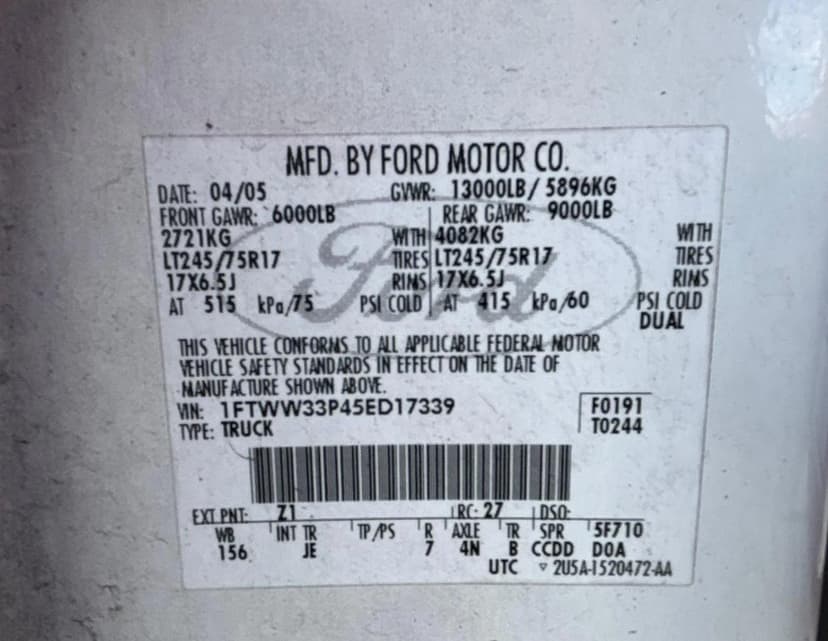 MFD. BY FORD MOTOR CO.
DATE: 04/05 GVWR: 13000LB/ 5896KG
FRONT GAWR: 6000LB REAR GAWR: 9000LB
2721KG WITH 4082KG WITH
LT245/75R17 TIRES LT245/75R17 TIRES
17X6.5J RIMS 17X6.5J RIMS
AT 515 kPa/75 PSI COLD AT 415 kPa/60 PSI COLD
DUAL
Ford
THIS VEHICLE CONFORMS TO ALL APPLICABLE FEDERAL MOTOR
VEHICLE SAFETY STANDARDS IN EFFECT ON THE DATE OF
MANUFACTURE SHOWN ABOVE.
VIN: 1FTWW33P45ED17339 F0191
TYPE: TRUCK T0244
EXT PNT: Z1 RC: 27 DSO:
WB INT TR TP/PS R AXLE TR SPR 5F710
156 JE 7 4N B CCDD D0A
UTC ▽ 2U5A-1520472-AA